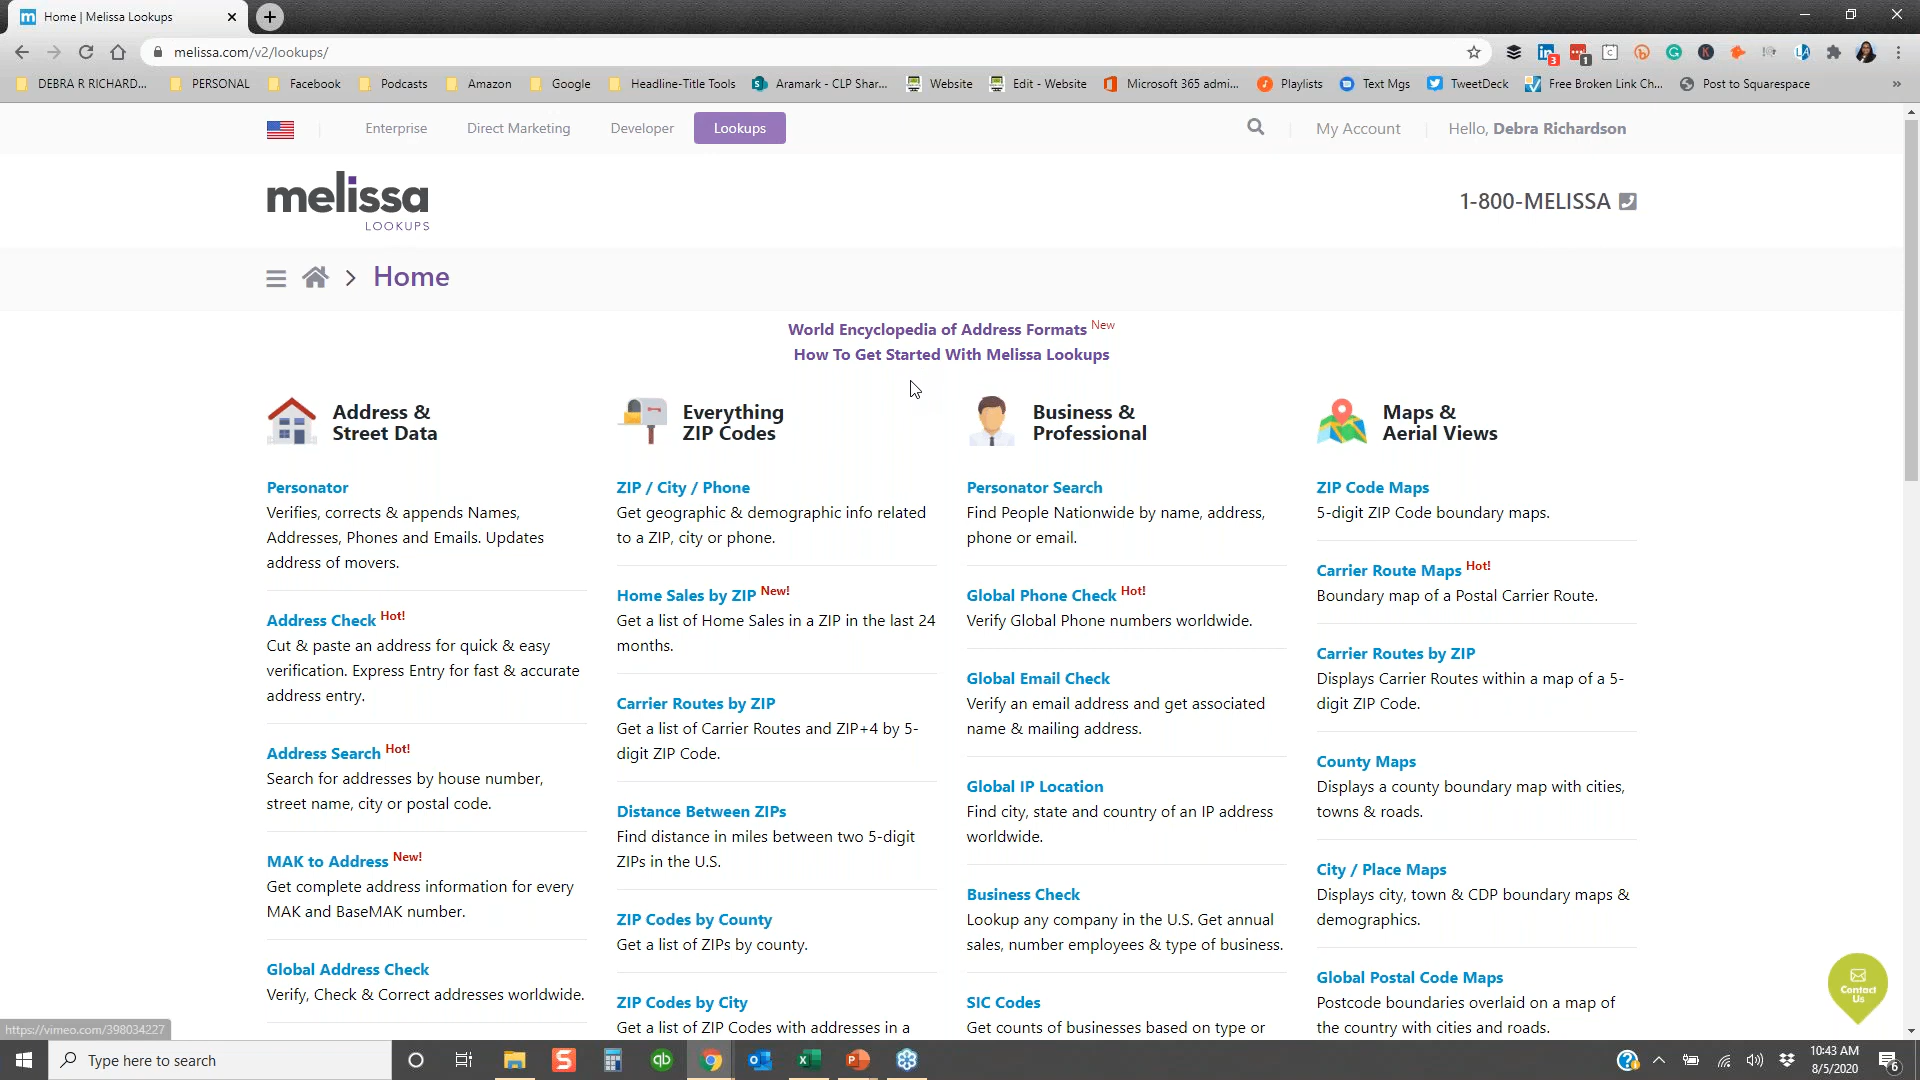 Home | Melissa Lookups
melissa.com/v2/lookups/
3
1
DEBRA R RICHARD...
PERSONAL
Facebook
Podcasts
Amazon
Google
Headline-Title Tools
Aramark - CLP Shar...
Website
Edit - Website
Microsoft 365 admi...
Playlists
Text Mgs
TweetDeck
Free Broken Link Ch...
Post to Squarespace
»
Enterprise
Direct Marketing
Developer
Lookups
My Account
Hello, Debra Richardson
melissa
LOOKUPS
1-800-MELISSA
Home
World Encyclopedia of Address Formats New
How To Get Started With Melissa Lookups
Address &
Street Data
Personator
Verifies, corrects & appends Names,
Addresses, Phones and Emails. Updates
address of movers.
Address Check Hot!
Cut & paste an address for quick & easy
verification. Express Entry for fast & accurate
address entry.
Address Search Hot!
Search for addresses by house number,
street name, city or postal code.
MAK to Address New!
Get complete address information for every
MAK and BaseMAK number.
Global Address Check
Verify, Check & Correct addresses worldwide.
Everything
ZIP Codes
ZIP / City / Phone
Get geographic & demographic info related
to a ZIP, city or phone.
Home Sales by ZIP New!
Get a list of Home Sales in a ZIP in the last 24
months.
Carrier Routes by ZIP
Get a list of Carrier Routes and ZIP+4 by 5-
digit ZIP Code.
Distance Between ZIPs
Find distance in miles between two 5-digit
ZIPs in the U.S.
ZIP Codes by County
Get a list of ZIPs by county.
ZIP Codes by City
Get a list of ZIP Codes with addresses in a
Business &
Professional
Personator Search
Find People Nationwide by name, address,
phone or email.
Global Phone Check Hot!
Verify Global Phone numbers worldwide.
Global Email Check
Verify an email address and get associated
name & mailing address.
Global IP Location
Find city, state and country of an IP address
worldwide.
Business Check
Lookup any company in the U.S. Get annual
sales, number employees & type of business.
SIC Codes
Get counts of businesses based on type or
Maps &
Aerial Views
ZIP Code Maps
5-digit ZIP Code boundary maps.
Carrier Route Maps Hot!
Boundary map of a Postal Carrier Route.
Carrier Routes by ZIP
Displays Carrier Routes within a map of a 5-
digit ZIP Code.
County Maps
Displays a county boundary map with cities,
towns & roads.
City / Place Maps
Displays city, town & CDP boundary maps &
demographics.
Global Postal Code Maps
Postcode boundaries overlaid on a map of
the country with cities and roads.
Contact
Us
https://vimeo.com/398034227
Type here to search
10:43 AM
8/5/2020
6